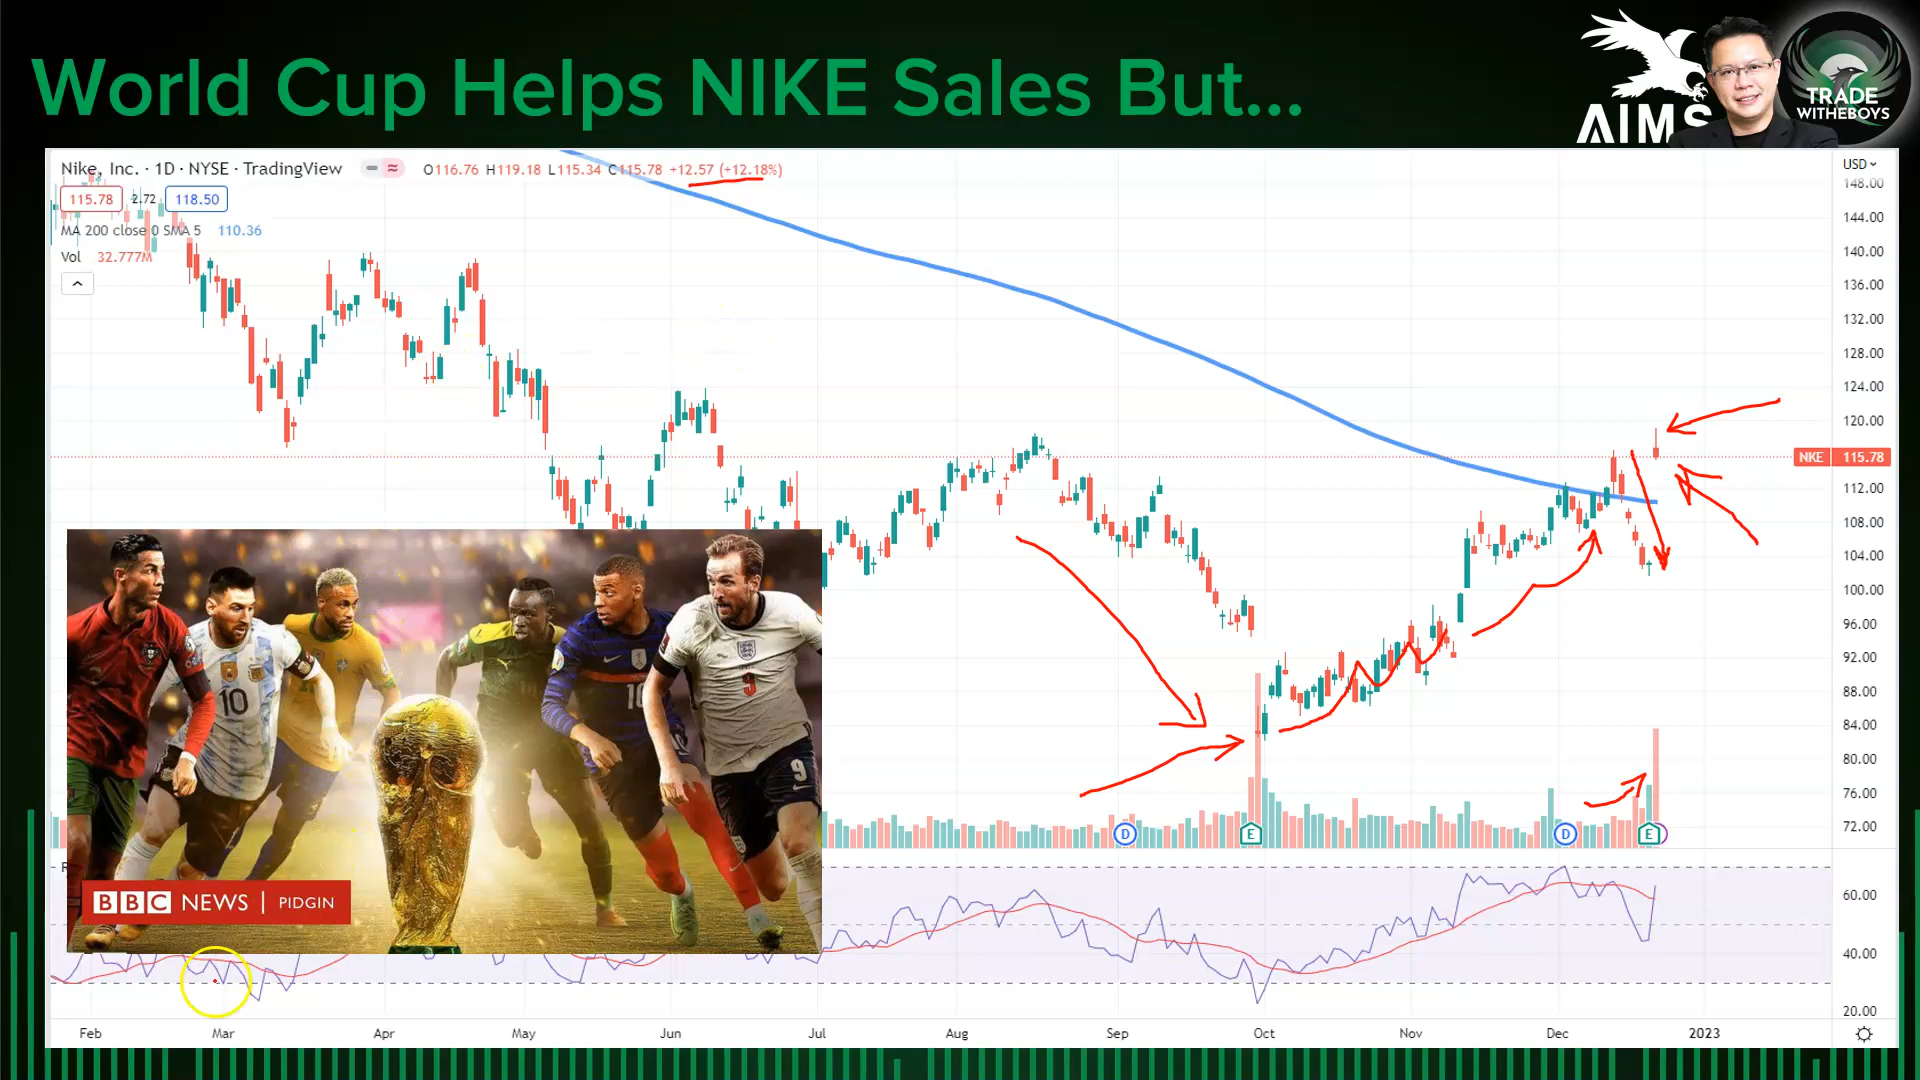 World Cup Helps NIKE Sales But...
AIMS
TRADE
WITHEBOYS
Nike, Inc. · 1D · NYSE · TradingView
O116.76 H119.18 L115.34 C115.78 +12.57 (+12.18%)
USD
115.78
2.72
118.50
MA 200 close 0 SMA 5 110.36
Vol 32.777M
148.00
144.00
140.00
136.00
132.00
128.00
124.00
120.00
NKE 115.78
112.00
108.00
104.00
100.00
96.00
92.00
88.00
84.00
80.00
76.00
72.00
D
E
D
E
10
10
9
9
BBC NEWS | PIDGIN
R
60.00
40.00
20.00
Feb
Mar
Apr
May
Jun
Jul
Aug
Sep
Oct
Nov
Dec
2023